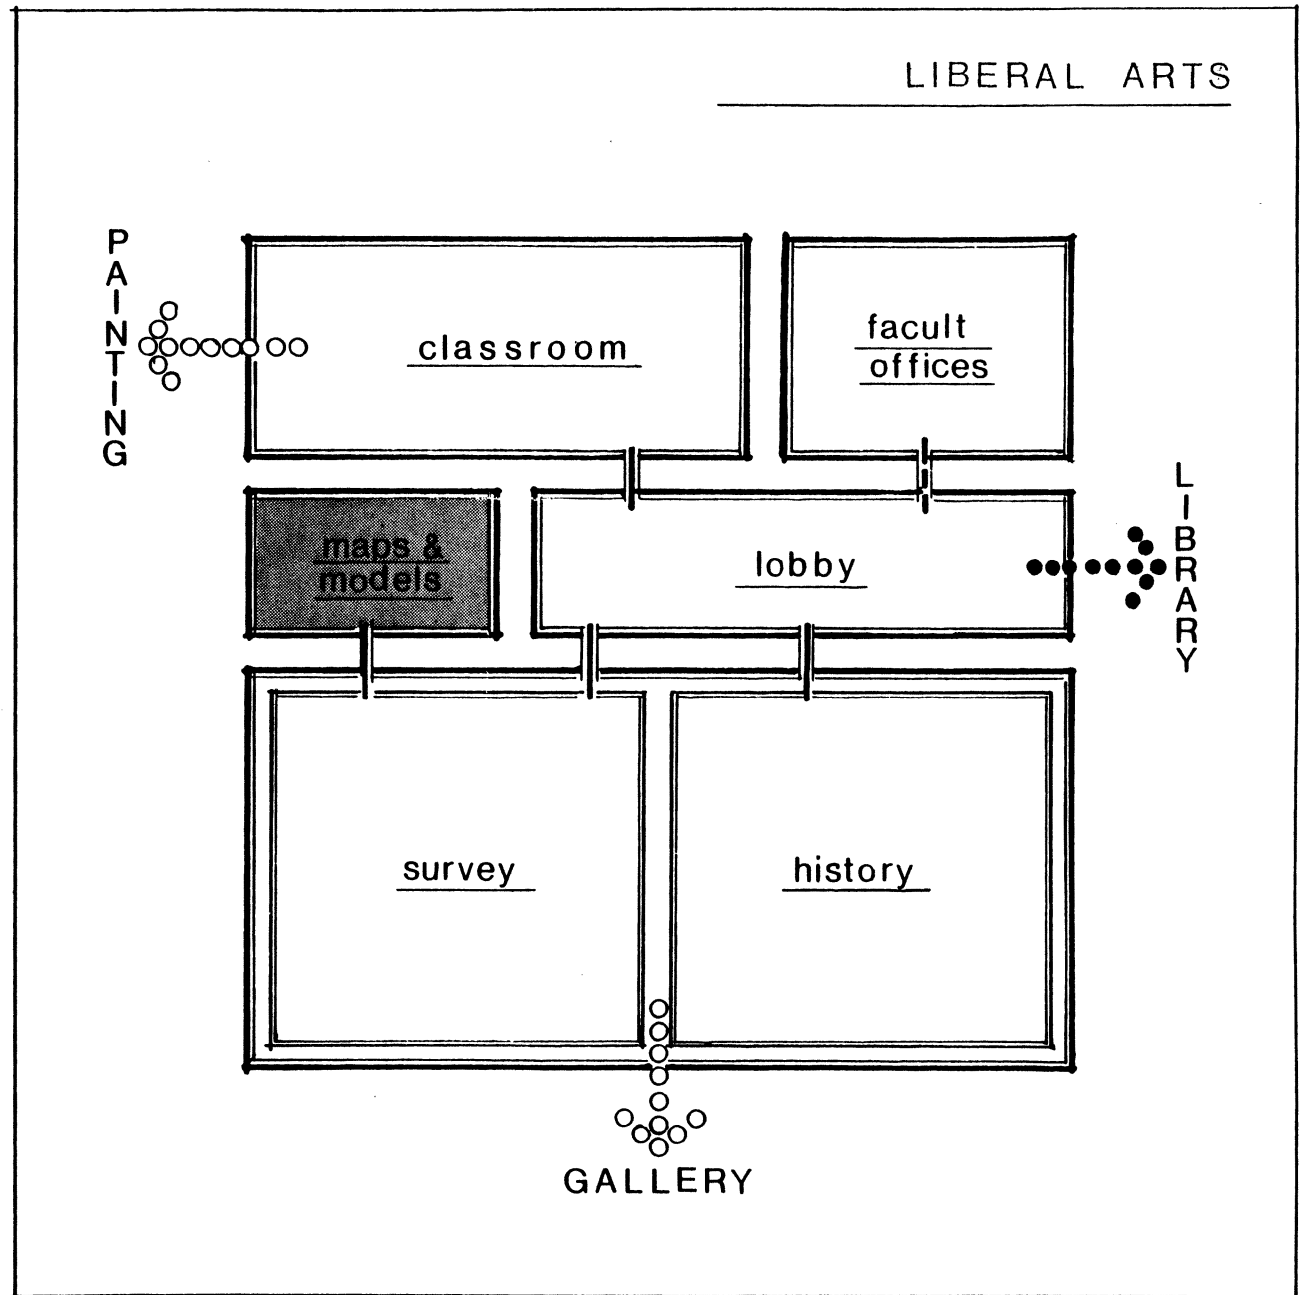 LIBERAL ARTS
PAINTING
classroom
facult
offices
LIBRARY
maps &
models
lobby
survey
history
GALLERY